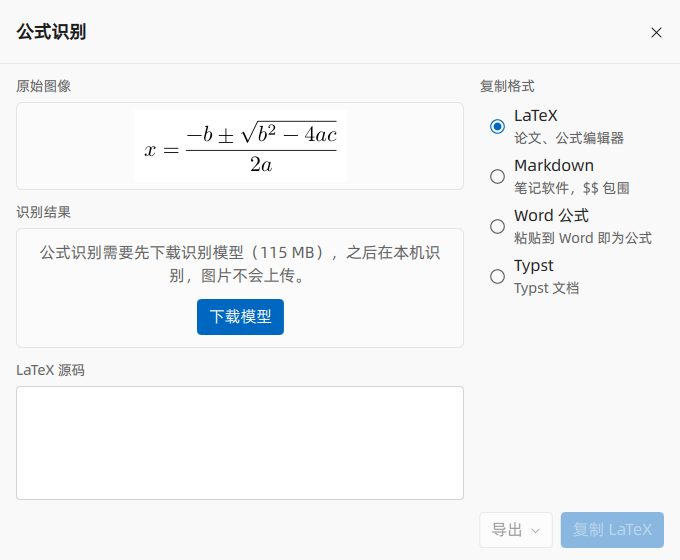 公式识别
原始图像
x = \frac{-b \pm \sqrt{b^2 - 4ac}}{2a}
识别结果
公式识别需要先下载识别模型（115 MB），之后在本机识
别，图片不会上传。
下载模型
LaTeX 源码
复制格式
LaTeX
论文、公式编辑器
Markdown
笔记软件，$$ 包围
Word 公式
粘贴到 Word 即为公式
Typst
Typst 文档
导出
复制 LaTeX